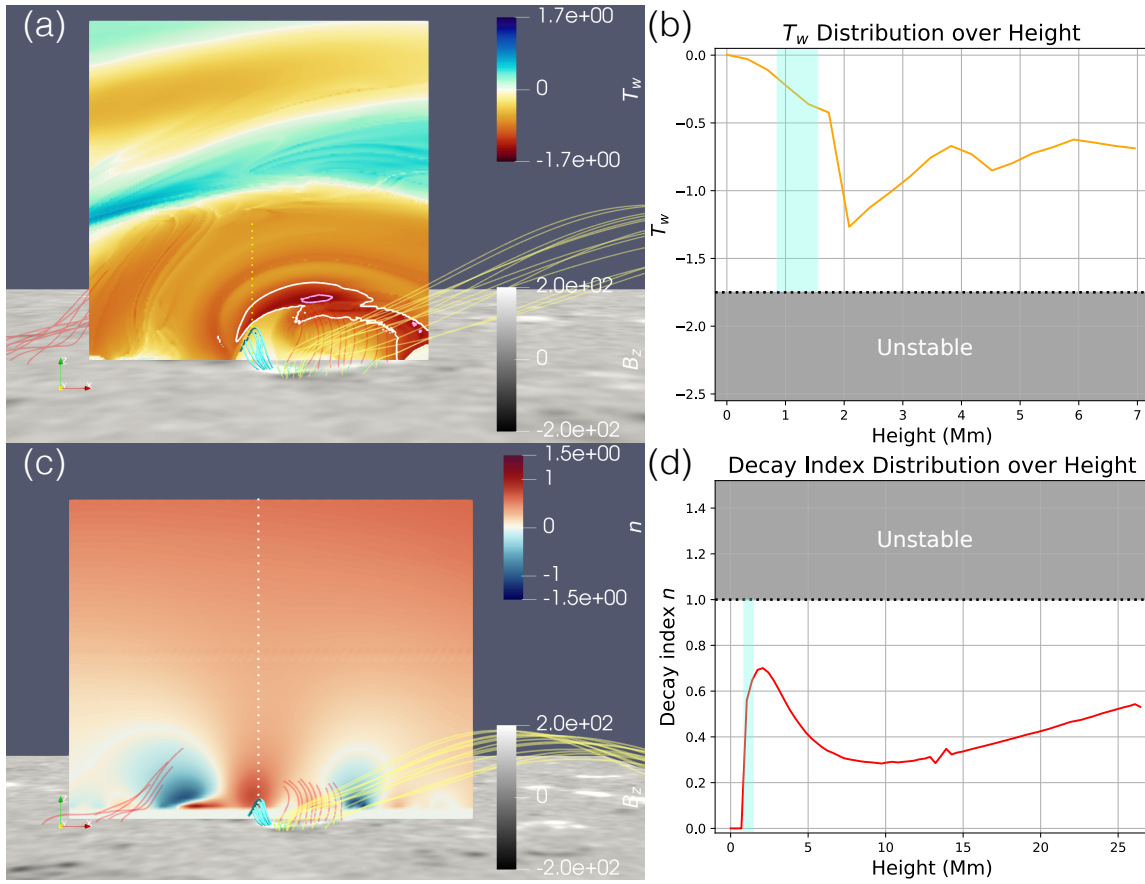 (a)
1.7e+00
0
-1.7e+00
T_w
2.0e+02
0
-2.0e+02
B_z
(b)
T_w Distribution over Height
0.0
−0.5
−1.0
−1.5
−2.0
−2.5
T_w
Unstable
0 1 2 3 4 5 6 7
Height (Mm)
(c)
1.5e+00
1
0
-1
-1.5e+00
n
2.0e+02
0
-2.0e+02
B_z
(d)
Decay Index Distribution over Height
1.4
1.2
1.0
0.8
0.6
0.4
0.2
0.0
Decay index n
Unstable
0 5 10 15 20 25
Height (Mm)